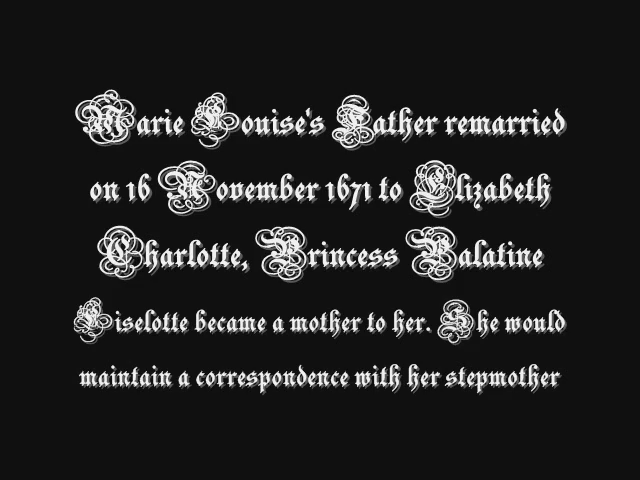 Marie Louise's Father remarried
on 16 November 1671 to Elizabeth
Charlotte, Princess Palatine
Liselotte became a mother to her. She would
maintain a correspondence with her stepmother